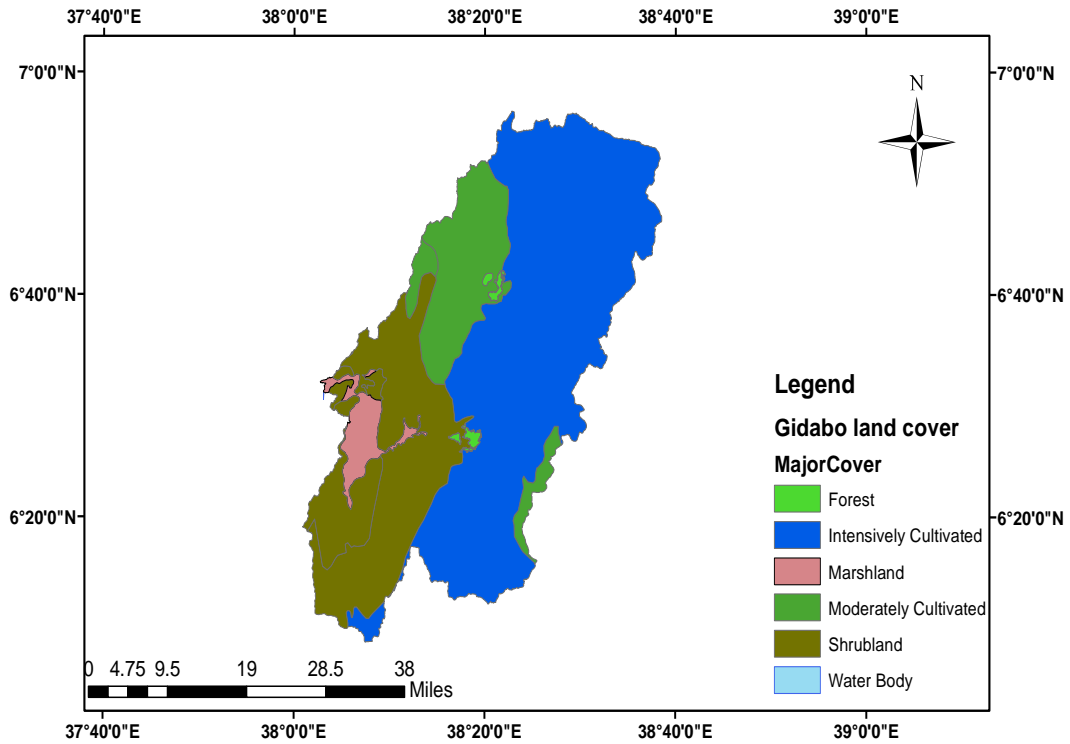 37°40'0"E 38°0'0"E 38°20'0"E 38°40'0"E 39°0'0"E
7°0'0"N 7°0'0"N
N
6°40'0"N 6°40'0"N
Legend
Gidabo land cover
MajorCover
Forest
6°20'0"N 6°20'0"N
Intensively Cultivated
Marshland
Moderately Cultivated
Shrubland
Water Body
0 4.75 9.5 19 28.5 38
Miles
37°40'0"E 38°0'0"E 38°20'0"E 38°40'0"E 39°0'0"E